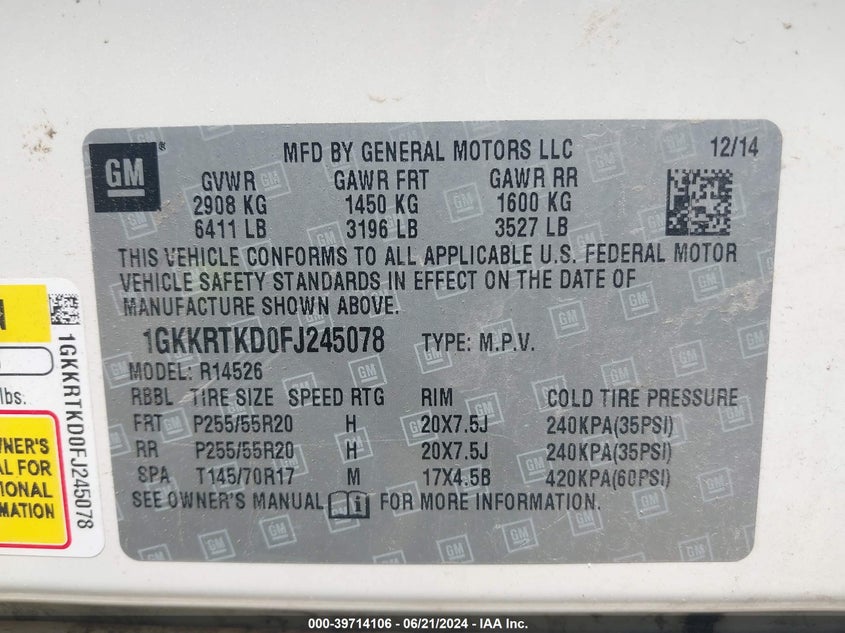 GM ®
MFD BY GENERAL MOTORS LLC 12/14
GVWR GAWR FRT GAWR RR
2908 KG 1450 KG 1600 KG
6411 LB 3196 LB 3527 LB
THIS VEHICLE CONFORMS TO ALL APPLICABLE U.S. FEDERAL MOTOR
VEHICLE SAFETY STANDARDS IN EFFECT ON THE DATE OF
MANUFACTURE SHOWN ABOVE.
1GKKRTKD0FJ245078 TYPE: M.P.V.
MODEL: R14526
RBBL TIRE SIZE SPEED RTG RIM COLD TIRE PRESSURE
FRT P255/55R20 H 20X7.5J 240KPA(35PSI)
RR P255/55R20 H 20X7.5J 240KPA(35PSI)
SPA T145/70R17 M 17X4.5B 420KPA(60PSI)
SEE OWNER'S MANUAL FOR MORE INFORMATION.
lbs.
1GKKRTKD0FJ245078
WNER'S
AL FOR
TIONAL
RMATION
000-39714106 - 06/21/2024 - IAA Inc.